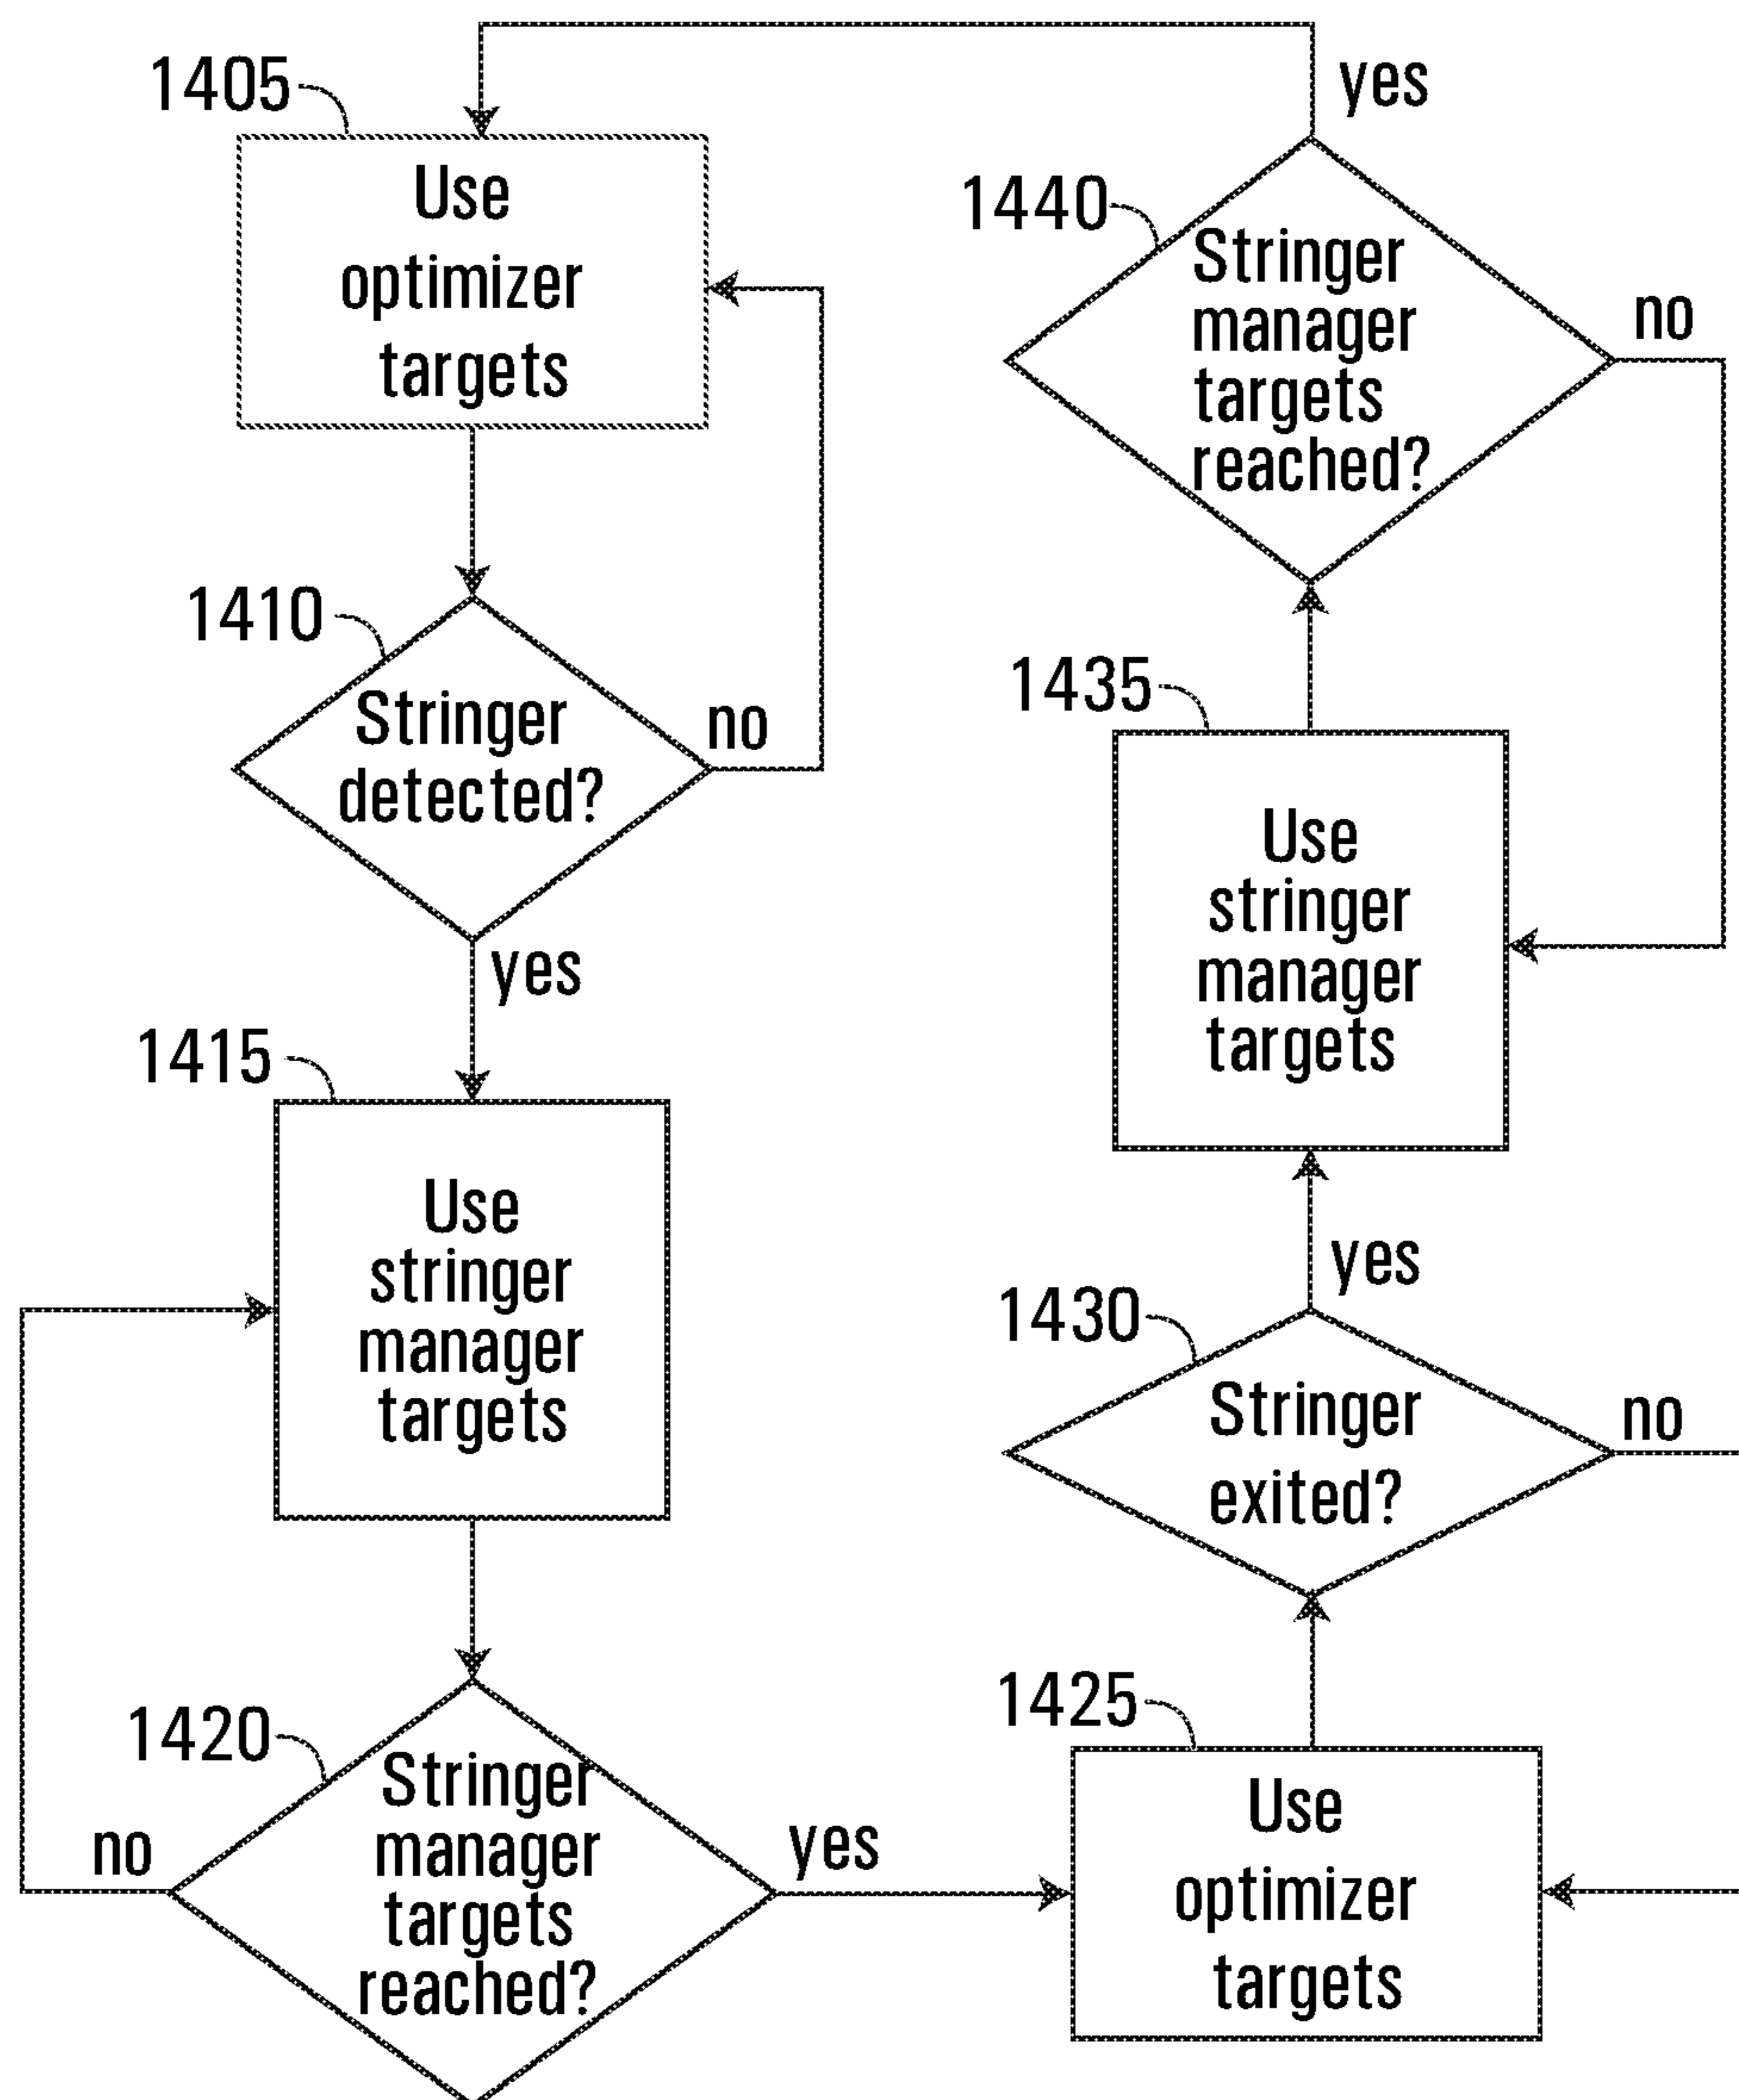 1405
Use
optimizer
targets
1410
Stringer
detected?
no
yes
1415
Use
stringer
manager
targets
1420
Stringer
manager
targets
reached?
no
yes
1425
Use
optimizer
targets
1430
Stringer
exited?
no
yes
1435
Use
stringer
manager
targets
1440
Stringer
manager
targets
reached?
no
yes